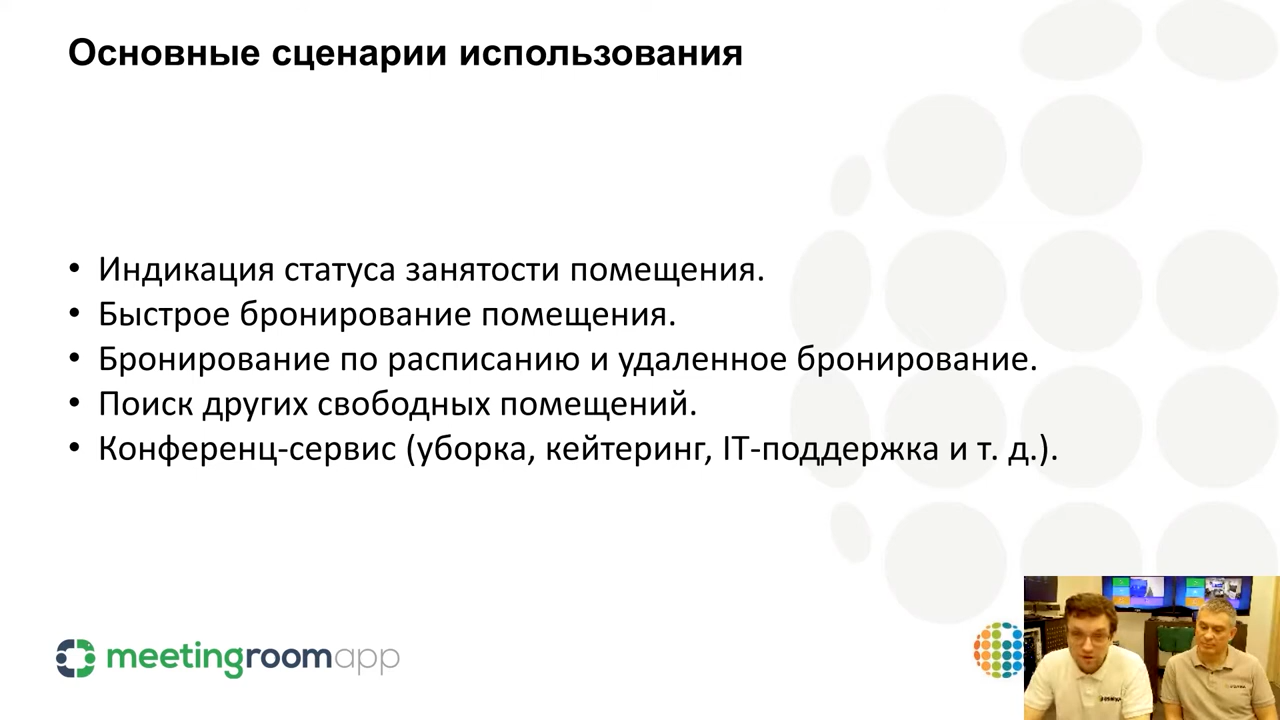 Основные сценарии использования
• Индикация статуса занятости помещения.
• Быстрое бронирование помещения.
• Бронирование по расписанию и удаленное бронирование.
• Поиск других свободных помещений.
• Конференц-сервис (уборка, кейтеринг, IT-поддержка и т. д.).
meetingroomapp